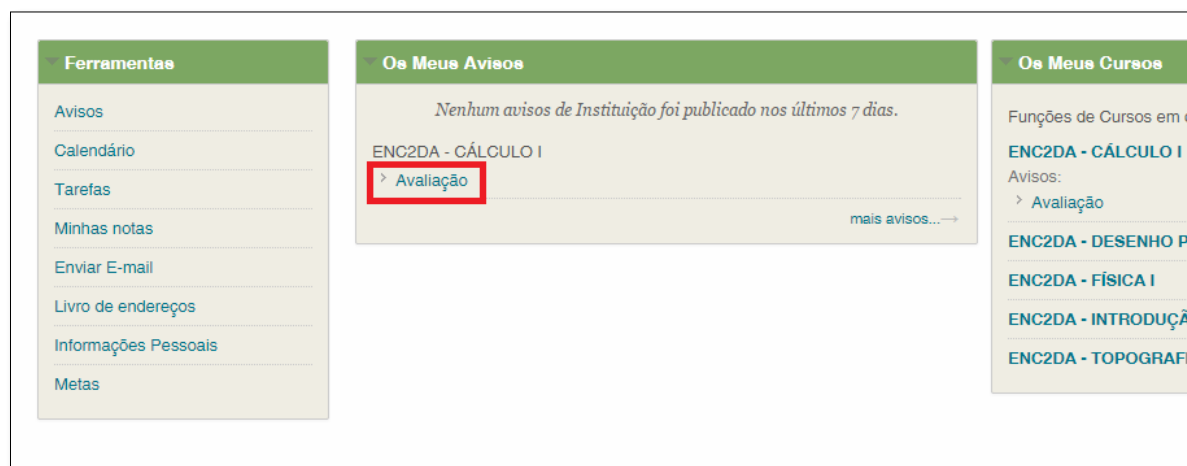 Ferramentas
Avisos
Calendário
Tarefas
Minhas notas
Enviar E-mail
Livro de endereços
Informações Pessoais
Metas
Os Meus Avisos
Nenhum avisos de Instituição foi publicado nos últimos 7 dias.
ENC2DA - CÁLCULO I
Avaliação
mais avisos...→
Os Meus Cursos
Funções de Cursos em
ENC2DA - CÁLCULO I
Avisos:
Avaliação
ENC2DA - DESENHO P
ENC2DA - FÍSICA I
ENC2DA - INTRODUÇÃ
ENC2DA - TOPOGRAFI